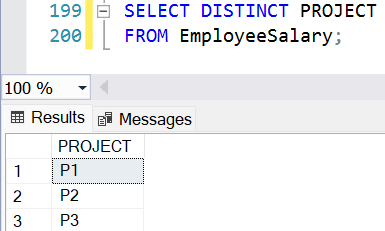 199 SELECT DISTINCT PROJECT
200 FROM EmployeeSalary;
100 %
Results Messages
PROJECT
1 P1
2 P2
3 P3